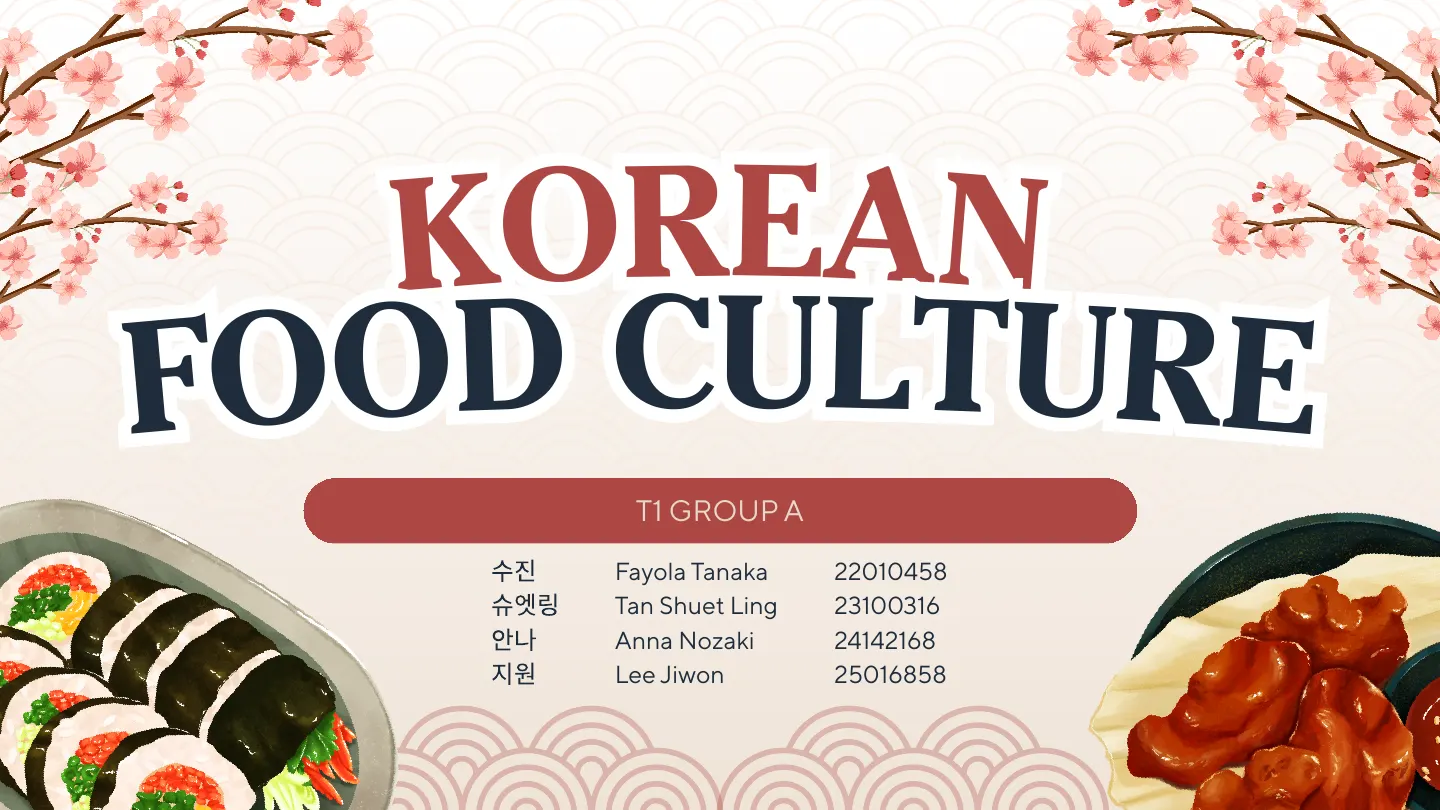 KOREAN
FOOD CULTURE
T1 GROUP A
수진 Fayola Tanaka 22010458
슈엣링 Tan Shuet Ling 23100316
안나 Anna Nozaki 24142168
지원 Lee Jiwon 25016858